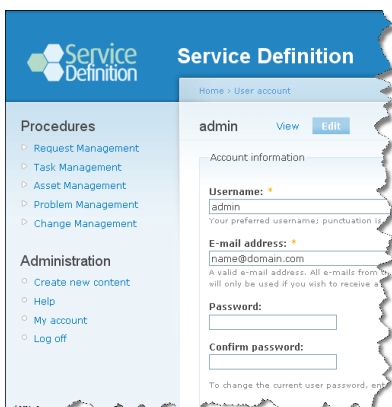 Service
Definition
Service Definition
Home › User account
Procedures
Request Management
Task Management
Asset Management
Problem Management
Change Management
Administration
Create new content
Help
My account
Log off
admin View Edit
Account information
Username: *
admin
Your preferred username; punctuation is
E-mail address: *
name@domain.com
A valid e-mail address. All e-mails from
will only be used if you wish to receive a
Password:
Confirm password:
To change the current user password, ent